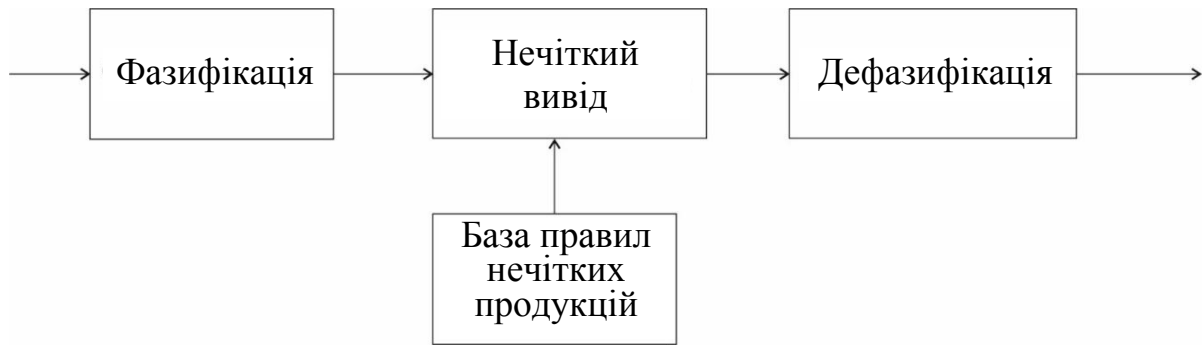 Фазифікація
Нечіткий
вивід
Дефазифікація
База правил
нечітких
продукцій